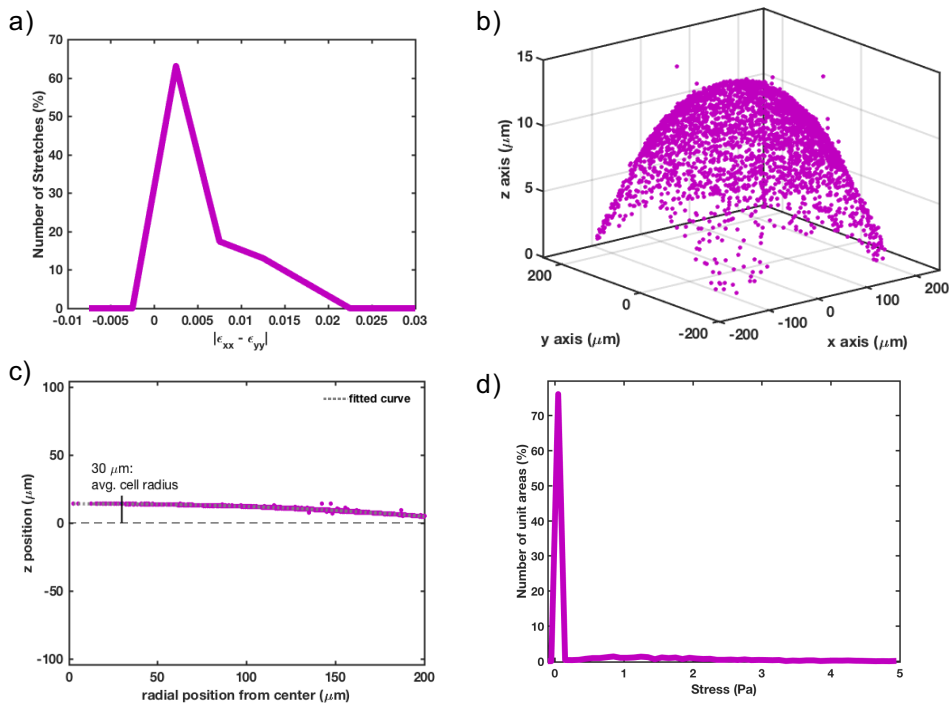 a)
70
60
50
40
30
20
10
0
Number of Stretches (%)
-0.01 -0.005 0 0.005 0.01 0.015 0.02 0.025 0.03
|ϵxx - ϵyy|
b)
15
10
5
0
z axis (μm)
200 0 -200
y axis (μm)
-200 -100 0 100 200
x axis (μm)
c)
100
50
0
-50
-100
z position (μm)
fitted curve
30 μm:
avg. cell radius
0 50 100 150 200
radial position from center (μm)
d)
70
60
50
40
30
20
10
0
Number of unit areas (%)
0 1 2 3 4 5
Stress (Pa)